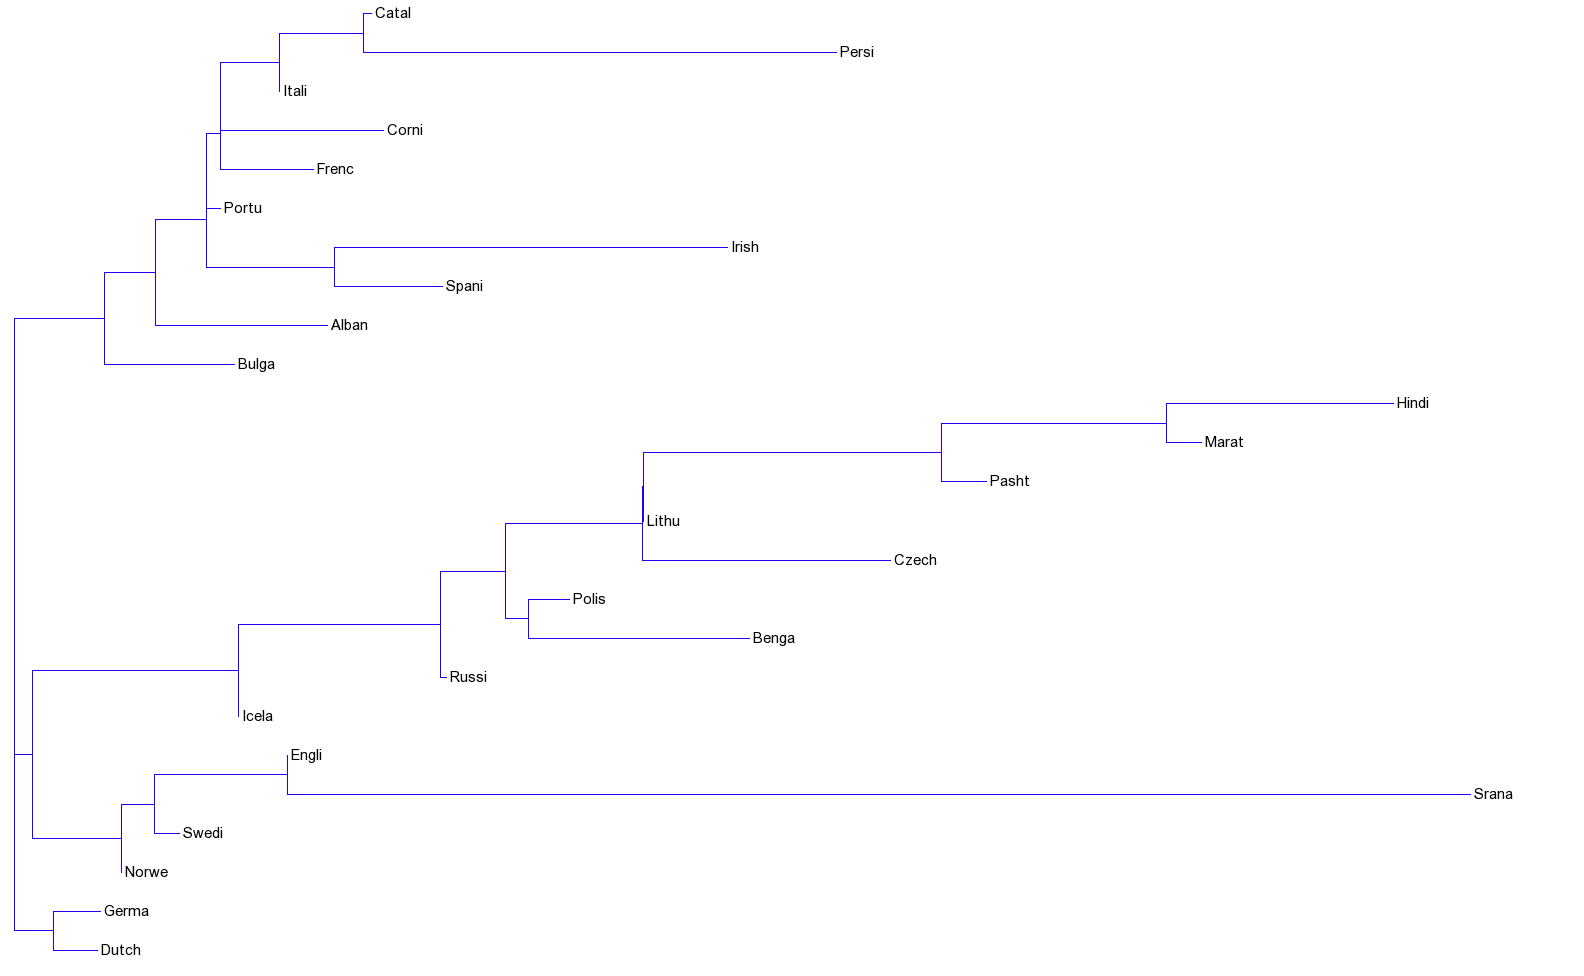 Catal
Persi
Itali
Corni
Frenc
Portu
Irish
Spani
Alban
Bulga
Hindi
Marat
Pasht
Lithu
Czech
Polis
Benga
Russi
Icela
Engli
Srana
Swedi
Norwe
Germa
Dutch